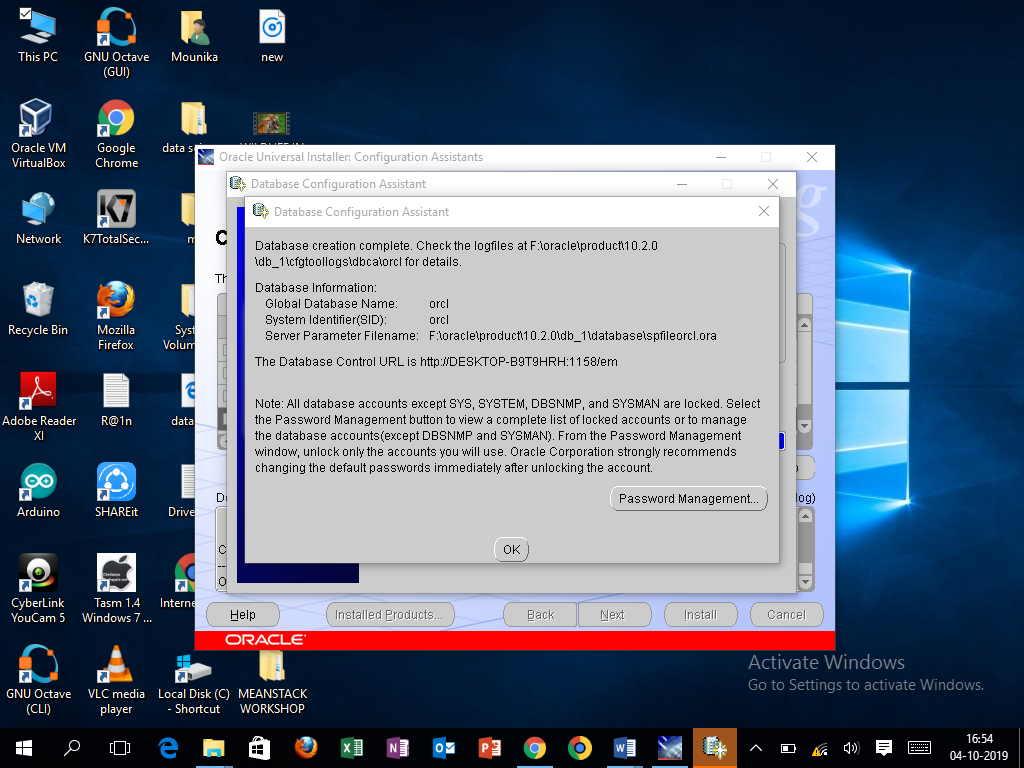 This PC
GNU Octave
(GUI)
Mounika
new
Oracle VM
VirtualBox
Google
Chrome
data
Network
K7TotalSec...
Recycle Bin
Mozilla
Firefox
Syst
Volum
Adobe Reader
XI
R@1n
data
Arduino
SHAREit
Drive
CyberLink
YouCam 5
Tasm 1.4
Windows 7 ...
Interne
GNU Octave
(CLI)
VLC media
player
Local Disk (C)
- Shortcut
MEANSTACK
WORKSHOP
Oracle Universal Installer: Configuration Assistants
Database Configuration Assistant
Database Configuration Assistant
Database creation complete. Check the logfiles at F:\oracle\product\10.2.0
\db_1\cfgtoollogs\dbca\orcl for details.
Database Information:
Global Database Name: orcl
System Identifier(SID): orcl
Server Parameter Filename: F:\oracle\product\10.2.0\db_1\database\spfileorcl.ora
The Database Control URL is http://DESKTOP-B9T9HRH:1158/em
Note: All database accounts except SYS, SYSTEM, DBSNMP, and SYSMAN are locked. Select
the Password Management button to view a complete list of locked accounts or to manage
the database accounts(except DBSNMP and SYSMAN). From the Password Management
window, unlock only the accounts you will use. Oracle Corporation strongly recommends
changing the default passwords immediately after unlocking the account.
Password Management...
log)
OK
Help
Installed Products...
Back
Next
Install
Cancel
ORACLE
Activate Windows
Go to Settings to activate Windows.
16:54
04-10-2019